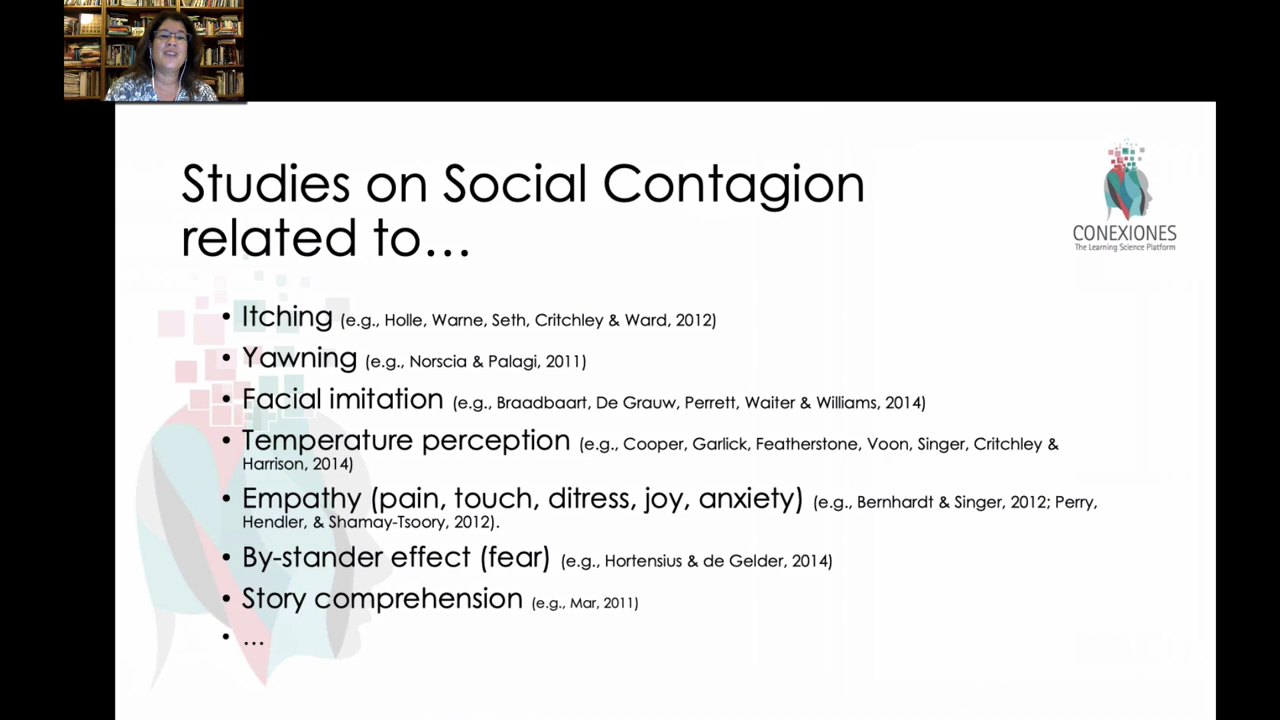 Studies on Social Contagion
related to...
CONEXIONES
The Learning Science Platform
• Itching (e.g., Holle, Warne, Seth, Critchley & Ward, 2012)
• Yawning (e.g., Norscia & Palagi, 2011)
• Facial imitation (e.g., Braadbaart, De Grauw, Perrett, Waiter & Williams, 2014)
• Temperature perception (e.g., Cooper, Garlick, Featherstone, Voon, Singer, Critchley &
Harrison, 2014)
• Empathy (pain, touch, ditress, joy, anxiety) (e.g., Bernhardt & Singer, 2012; Perry,
Hendler, & Shamay-Tsoory, 2012).
• By-stander effect (fear) (e.g., Hortensius & de Gelder, 2014)
• Story comprehension (e.g., Mar, 2011)
• ...